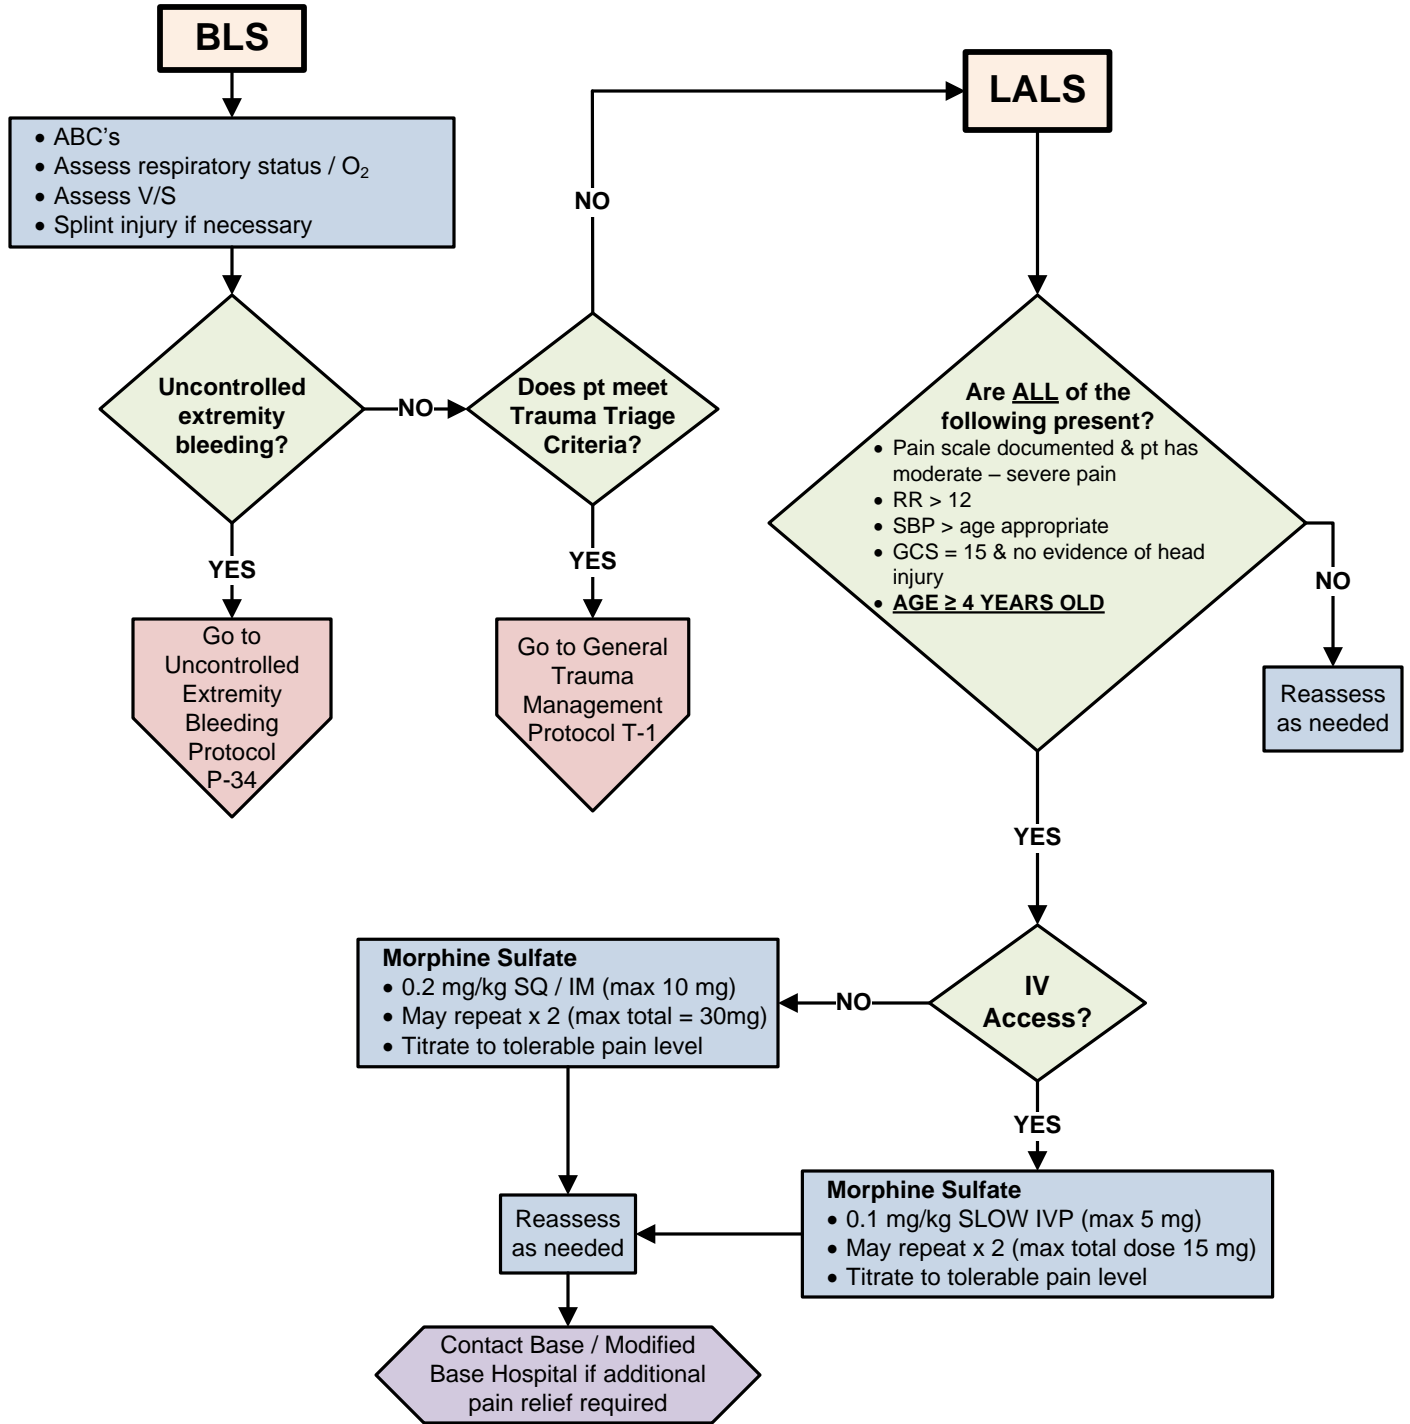 BLS
• ABC's
• Assess respiratory status / O₂
• Assess V/S
• Splint injury if necessary
Uncontrolled
extremity
bleeding?
NO
YES
Go to
Uncontrolled
Extremity
Bleeding
Protocol
P-34
Does pt meet
Trauma Triage
Criteria?
NO
YES
Go to General
Trauma
Management
Protocol T-1
LALS
Are ALL of the
following present?
• Pain scale documented & pt has
moderate – severe pain
• RR > 12
• SBP > age appropriate
• GCS = 15 & no evidence of head
injury
• AGE ≥ 4 YEARS OLD
NO
Reassess
as needed
YES
IV
Access?
NO
Morphine Sulfate
• 0.2 mg/kg SQ / IM (max 10 mg)
• May repeat x 2 (max total = 30mg)
• Titrate to tolerable pain level
YES
Morphine Sulfate
• 0.1 mg/kg SLOW IVP (max 5 mg)
• May repeat x 2 (max total dose 15 mg)
• Titrate to tolerable pain level
Reassess
as needed
Contact Base / Modified
Base Hospital if additional
pain relief required